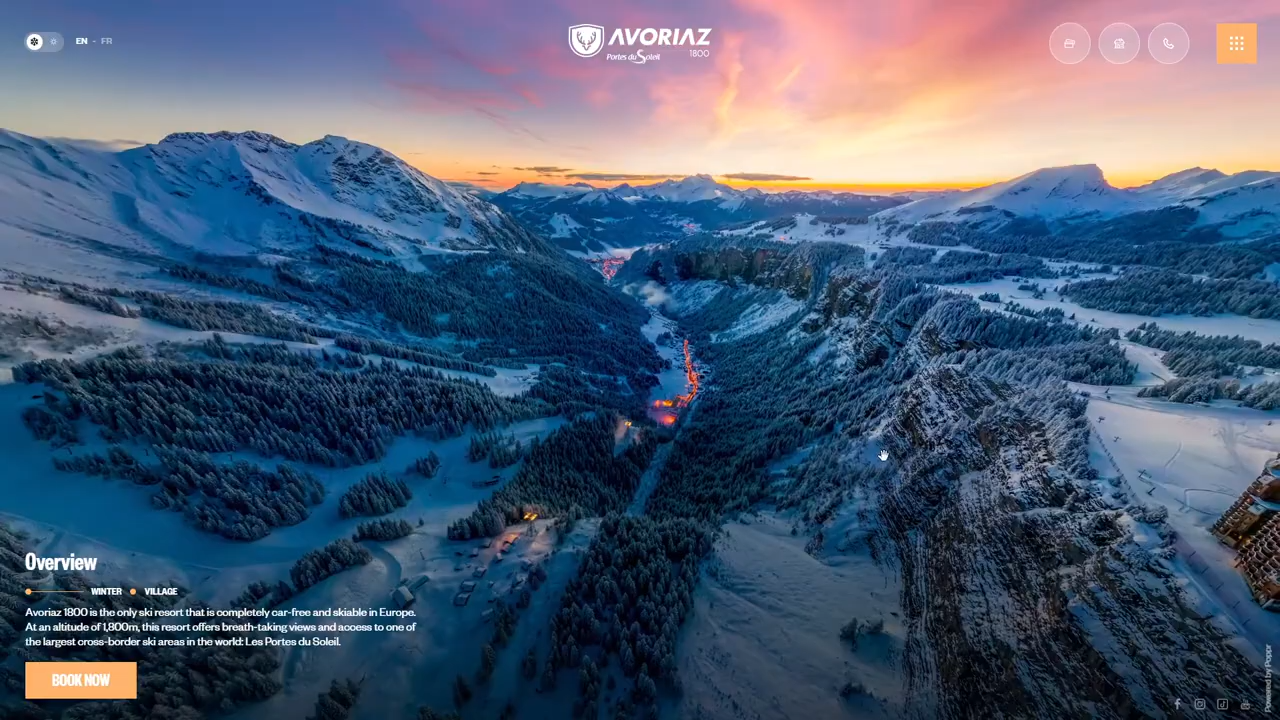 EN - FR
AVORIAZ
Portes du Soleil
1800
Overview
WINTER VILLAGE
Avoriaz 1800 is the only ski resort that is completely car-free and skiable in Europe.
At an altitude of 1,800m, this resort offers breath-taking views and access to one of
the largest cross-border ski areas in the world: Les Portes du Soleil.
BOOK NOW
Powered by Poppr